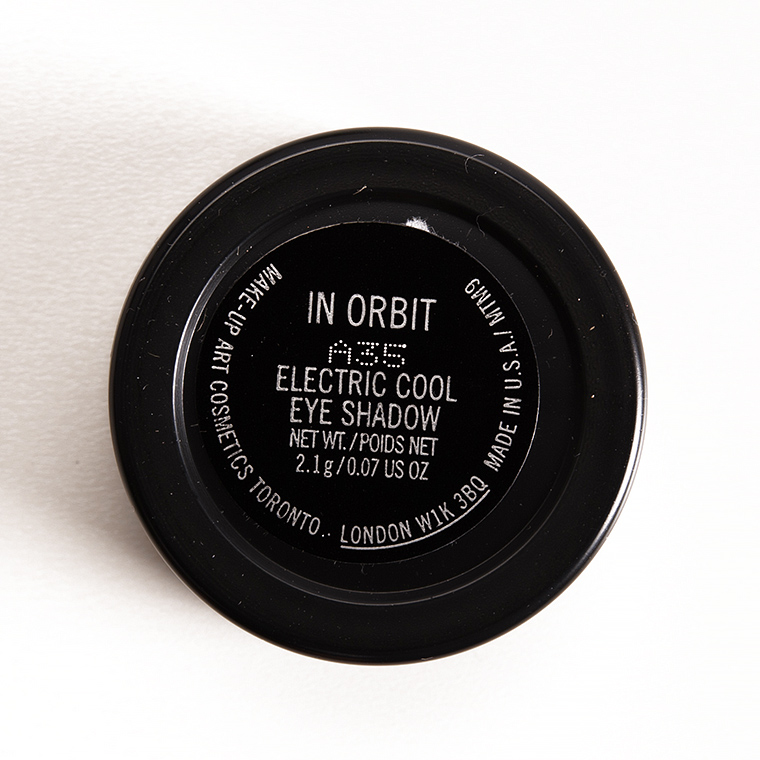 IN ORBIT
A35
ELECTRIC COOL
EYE SHADOW
NET WT./POIDS NET
2.1g/0.07 US OZ
MAKE-UP ART COSMETICS TORONTO.. LONDON W1K 3BQ MADE IN U.S.A./MTM9